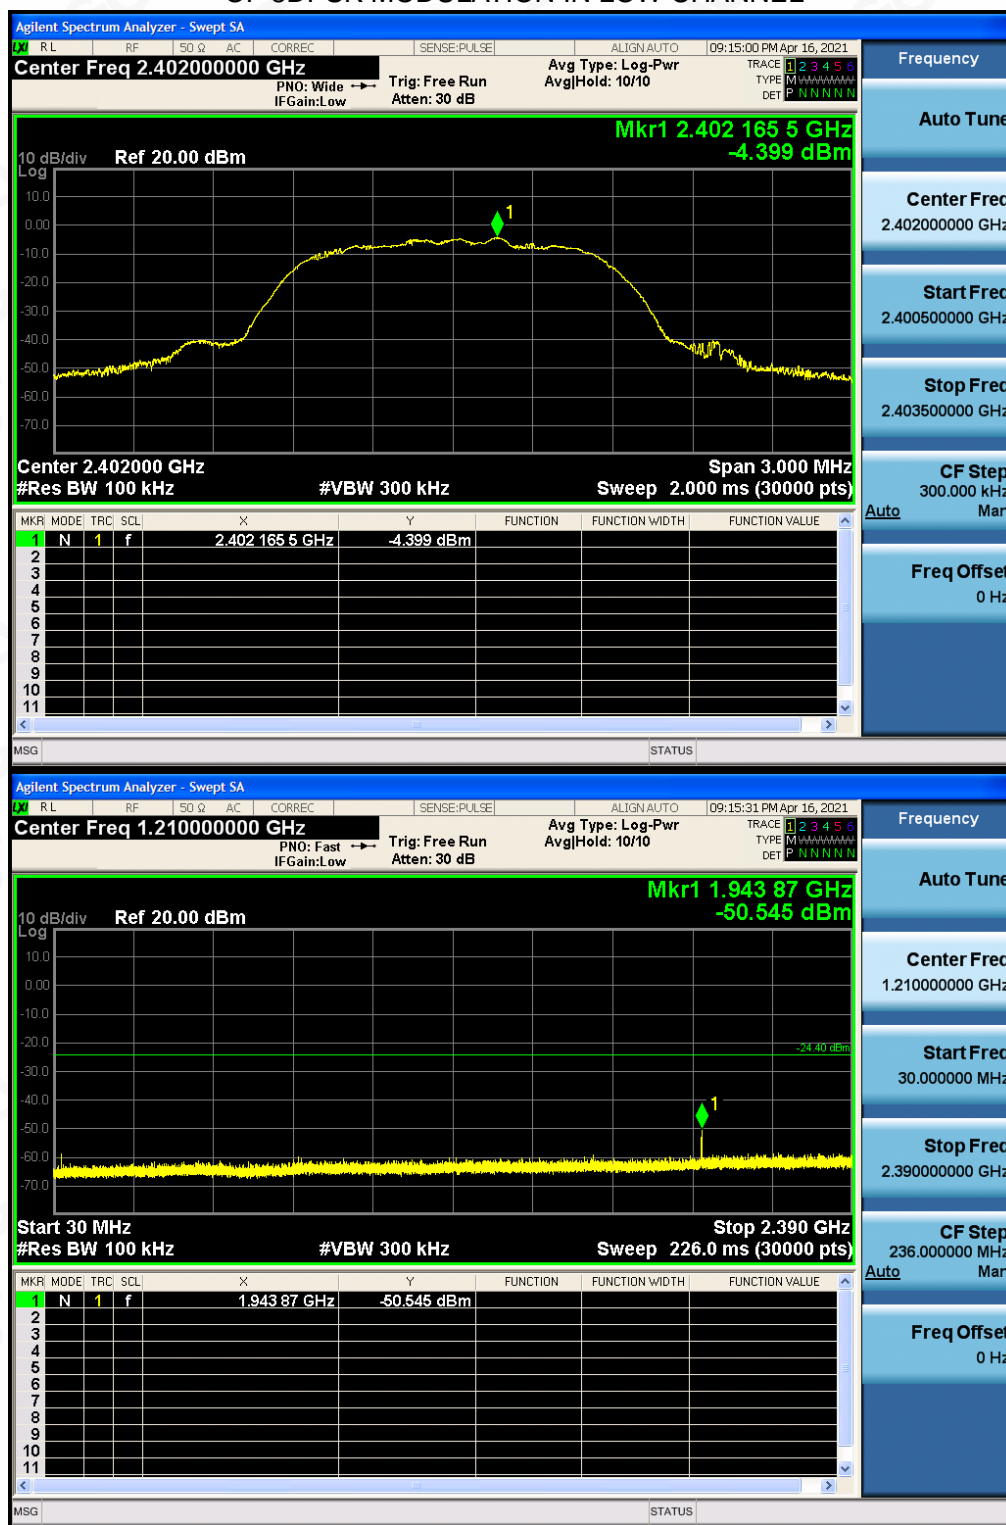 OF 8DPSK MODULATION IN LOW CHANNEL
Agilent Spectrum Analyzer - Swept SA
LXI RL RF 50 Ω AC CORREC SENSE:PULSE ALIGN AUTO 09:15:00 PM Apr 16, 2021
Center Freq 2.402000000 GHz
PNO: Wide
IFGain:Low
Trig: Free Run
Atten: 30 dB
Avg Type: Log-Pwr
Avg|Hold: 10/10
TRACE 1 2 3 4 5 6
TYPE M
DET P N N N N N
Mkr1 2.402 165 5 GHz
-4.399 dBm
10 dB/div Ref 20.00 dBm
Log
10.0
0.00
-10.0
-20.0
-30.0
-40.0
-50.0
-60.0
-70.0
1
Center 2.402000 GHz Span 3.000 MHz
#Res BW 100 kHz #VBW 300 kHz Sweep 2.000 ms (30000 pts)
MKR MODE TRC SCL X Y FUNCTION FUNCTION WIDTH FUNCTION VALUE
1 N 1 f 2.402 165 5 GHz -4.399 dBm
2
3
4
5
6
7
8
9
10
11
MSG STATUS
Frequency
Auto Tune
Center Freq
2.402000000 GHz
Start Freq
2.400500000 GHz
Stop Freq
2.403500000 GHz
CF Step
300.000 kHz
Auto Man
Freq Offset
0 Hz
Agilent Spectrum Analyzer - Swept SA
LXI RL RF 50 Ω AC CORREC SENSE:PULSE ALIGN AUTO 09:15:31 PM Apr 16, 2021
Center Freq 1.210000000 GHz
PNO: Fast
IFGain:Low
Trig: Free Run
Atten: 30 dB
Avg Type: Log-Pwr
Avg|Hold: 10/10
TRACE 1 2 3 4 5 6
TYPE M
DET P N N N N N
Mkr1 1.943 87 GHz
-50.545 dBm
10 dB/div Ref 20.00 dBm
Log
10.0
0.00
-10.0
-20.0
-30.0
-40.0
-50.0
-60.0
-70.0
-24.40 dBm
1
Start 30 MHz Stop 2.390 GHz
#Res BW 100 kHz #VBW 300 kHz Sweep 226.0 ms (30000 pts)
MKR MODE TRC SCL X Y FUNCTION FUNCTION WIDTH FUNCTION VALUE
1 N 1 f 1.943 87 GHz -50.545 dBm
2
3
4
5
6
7
8
9
10
11
MSG STATUS
Frequency
Auto Tune
Center Freq
1.210000000 GHz
Start Freq
30.000000 MHz
Stop Freq
2.390000000 GHz
CF Step
236.000000 MHz
Auto Man
Freq Offset
0 Hz